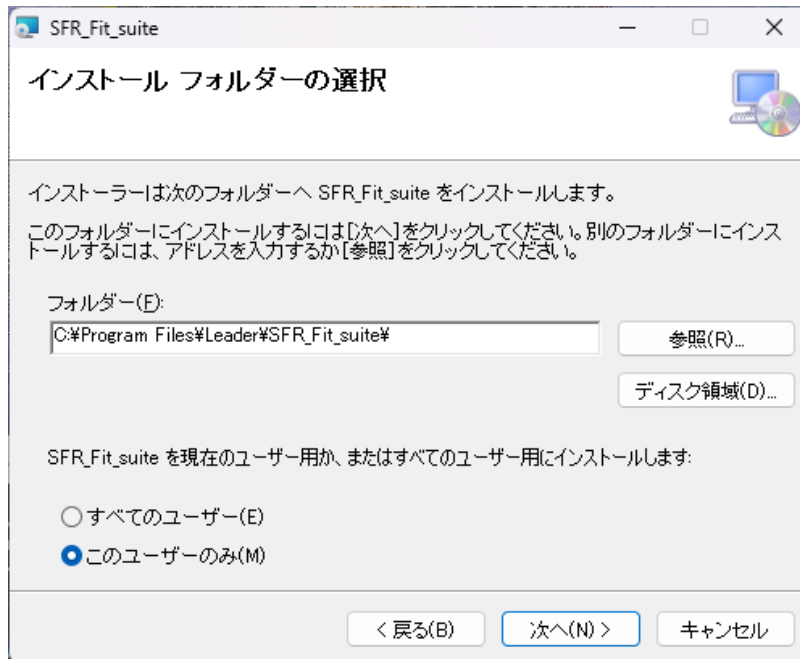 SFR_Fit_suite
インストール フォルダーの選択
インストーラーは次のフォルダーへ SFR_Fit_suite をインストールします。
このフォルダーにインストールするには[次へ]をクリックしてください。別のフォルダーにインス
トールするには、アドレスを入力するか[参照]をクリックしてください。
フォルダー(F):
C:¥Program Files¥Leader¥SFR_Fit_suite¥
参照(R)...
ディスク領域(D)...
SFR_Fit_suite を現在のユーザー用か、またはすべてのユーザー用にインストールします:
すべてのユーザー(E)
このユーザーのみ(M)
< 戻る(B)
次へ(N) >
キャンセル